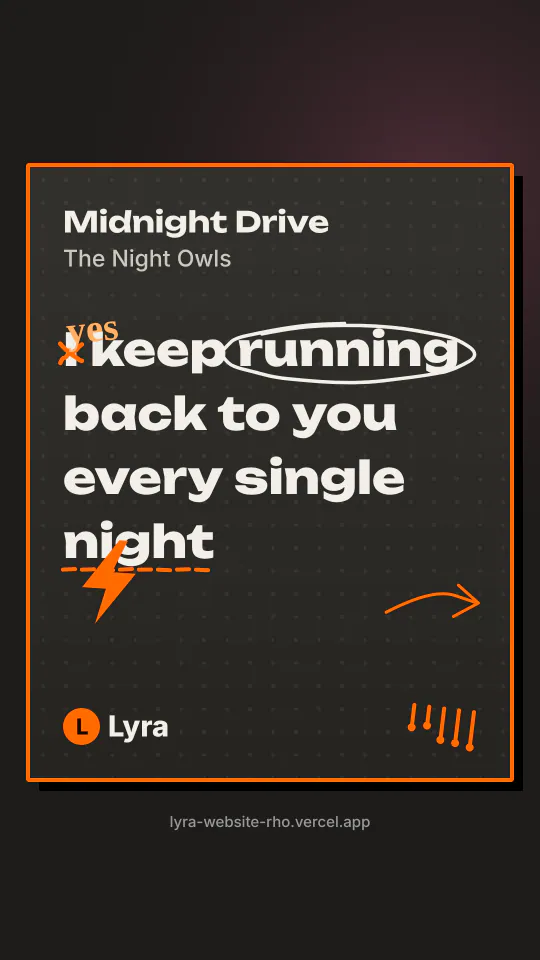 Midnight Drive
The Night Owls
yes
I keep running
back to you
every single
night
L Lyra
lyra-website-rho.vercel.app